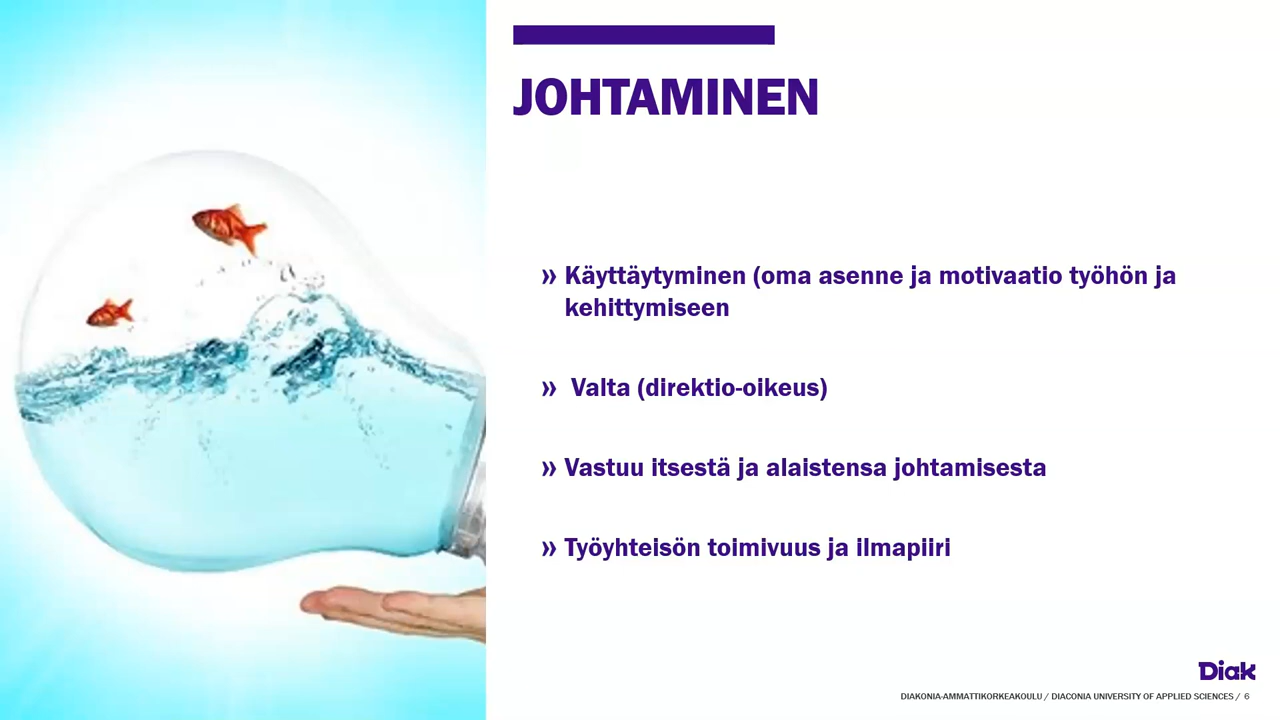 JOHTAMINEN
» Käyttäytyminen (oma asenne ja motivaatio työhön ja
kehittymiseen
» Valta (direktio-oikeus)
» Vastuu itsestä ja alaistensa johtamisesta
» Työyhteisön toimivuus ja ilmapiiri
Diak
DIAKONIA-AMMATTIKORKEAKOULU / DIACONIA UNIVERSITY OF APPLIED SCIENCES / 6